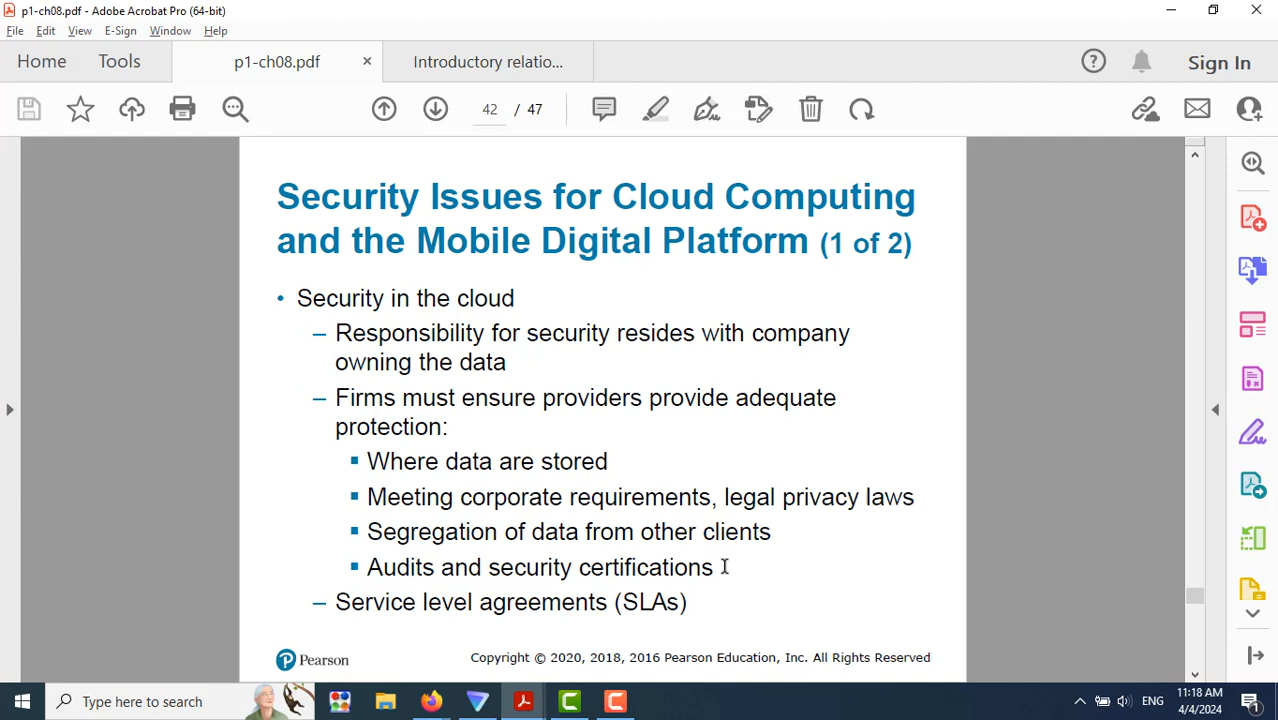 p1-ch08.pdf - Adobe Acrobat Pro (64-bit)
File Edit View E-Sign Window Help
Home Tools p1-ch08.pdf × Introductory relatio...
Sign In
42 / 47
Security Issues for Cloud Computing
and the Mobile Digital Platform (1 of 2)
• Security in the cloud
– Responsibility for security resides with company
owning the data
– Firms must ensure providers provide adequate
protection:
▪ Where data are stored
▪ Meeting corporate requirements, legal privacy laws
▪ Segregation of data from other clients
▪ Audits and security certifications
– Service level agreements (SLAs)
P Pearson
Copyright © 2020, 2018, 2016 Pearson Education, Inc. All Rights Reserved
Type here to search
ENG
11:18 AM
4/4/2024
1